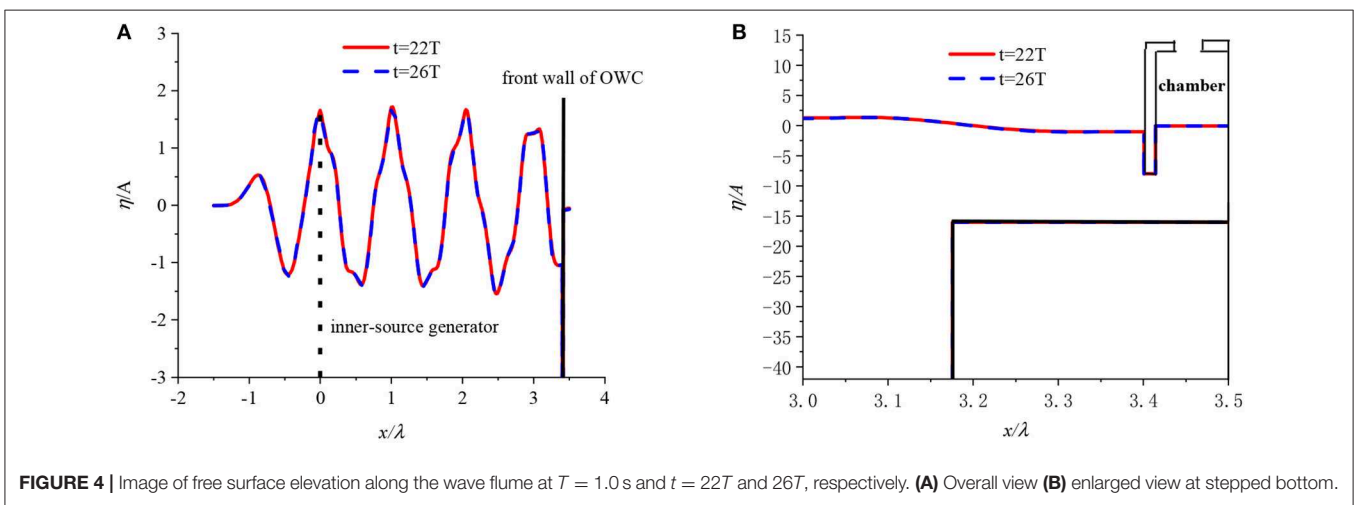 A
3
t=22T
t=26T
front wall of OWC
2
1
0
-1
-2
-3
η/A
inner-source generator
-2 -1 0 1 2 3 4
x/λ
B
15
10
5
0
-5
-10
-15
-20
-25
-30
-35
-40
η/A
t=22T
t=26T
chamber
3.0 3.1 3.2 3.3 3.4 3.5
x/λ
FIGURE 4 | Image of free surface elevation along the wave flume at T = 1.0 s and t = 22T and 26T, respectively. (A) Overall view (B) enlarged view at stepped bottom.